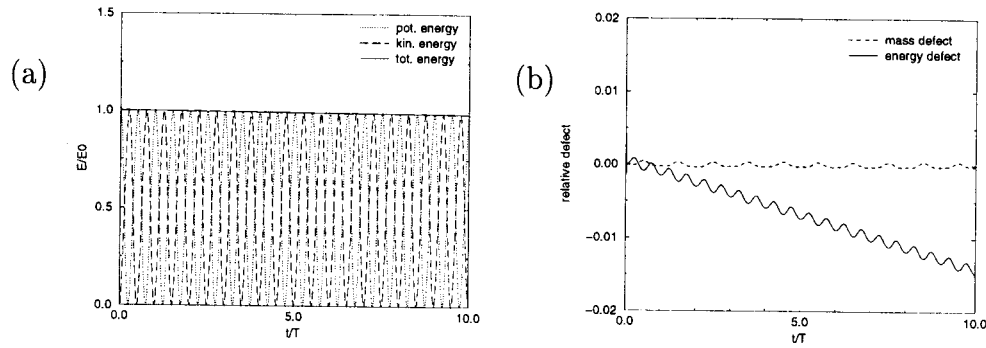 (a)
1.5
1.0
0.5
0.0
E/E0
pot. energy
kin. energy
tot. energy
0.0
5.0
10.0
t/T
(b)
0.02
0.01
0.00
−0.01
−0.02
relative defect
mass defect
energy defect
0.0
5.0
10.0
t/T